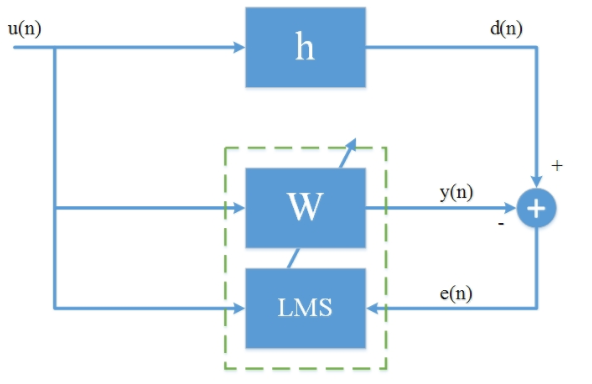 u(n)
h
d(n)
+
W
y(n)
+
-
LMS
e(n)